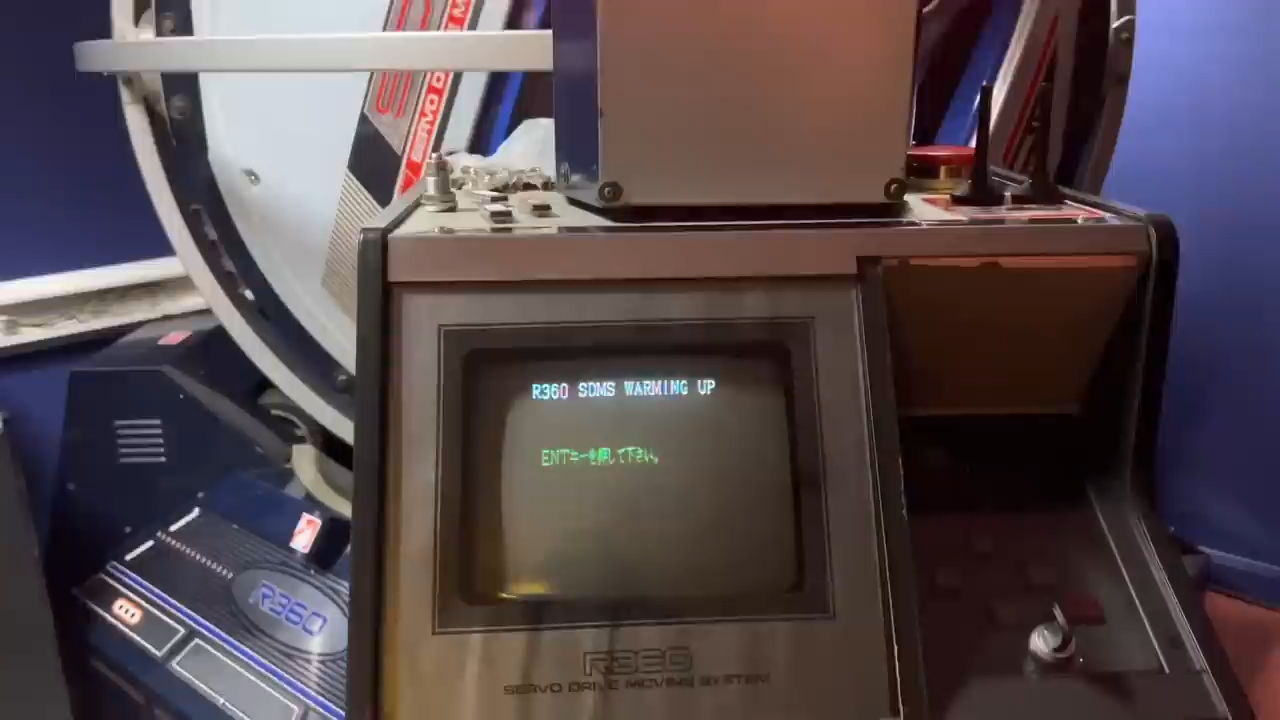 SERVO D
R360 SDMS WARMING UP
ENTキーを押して下さい。
R360
R360
SERVO DRIVE MOVING SYSTEM